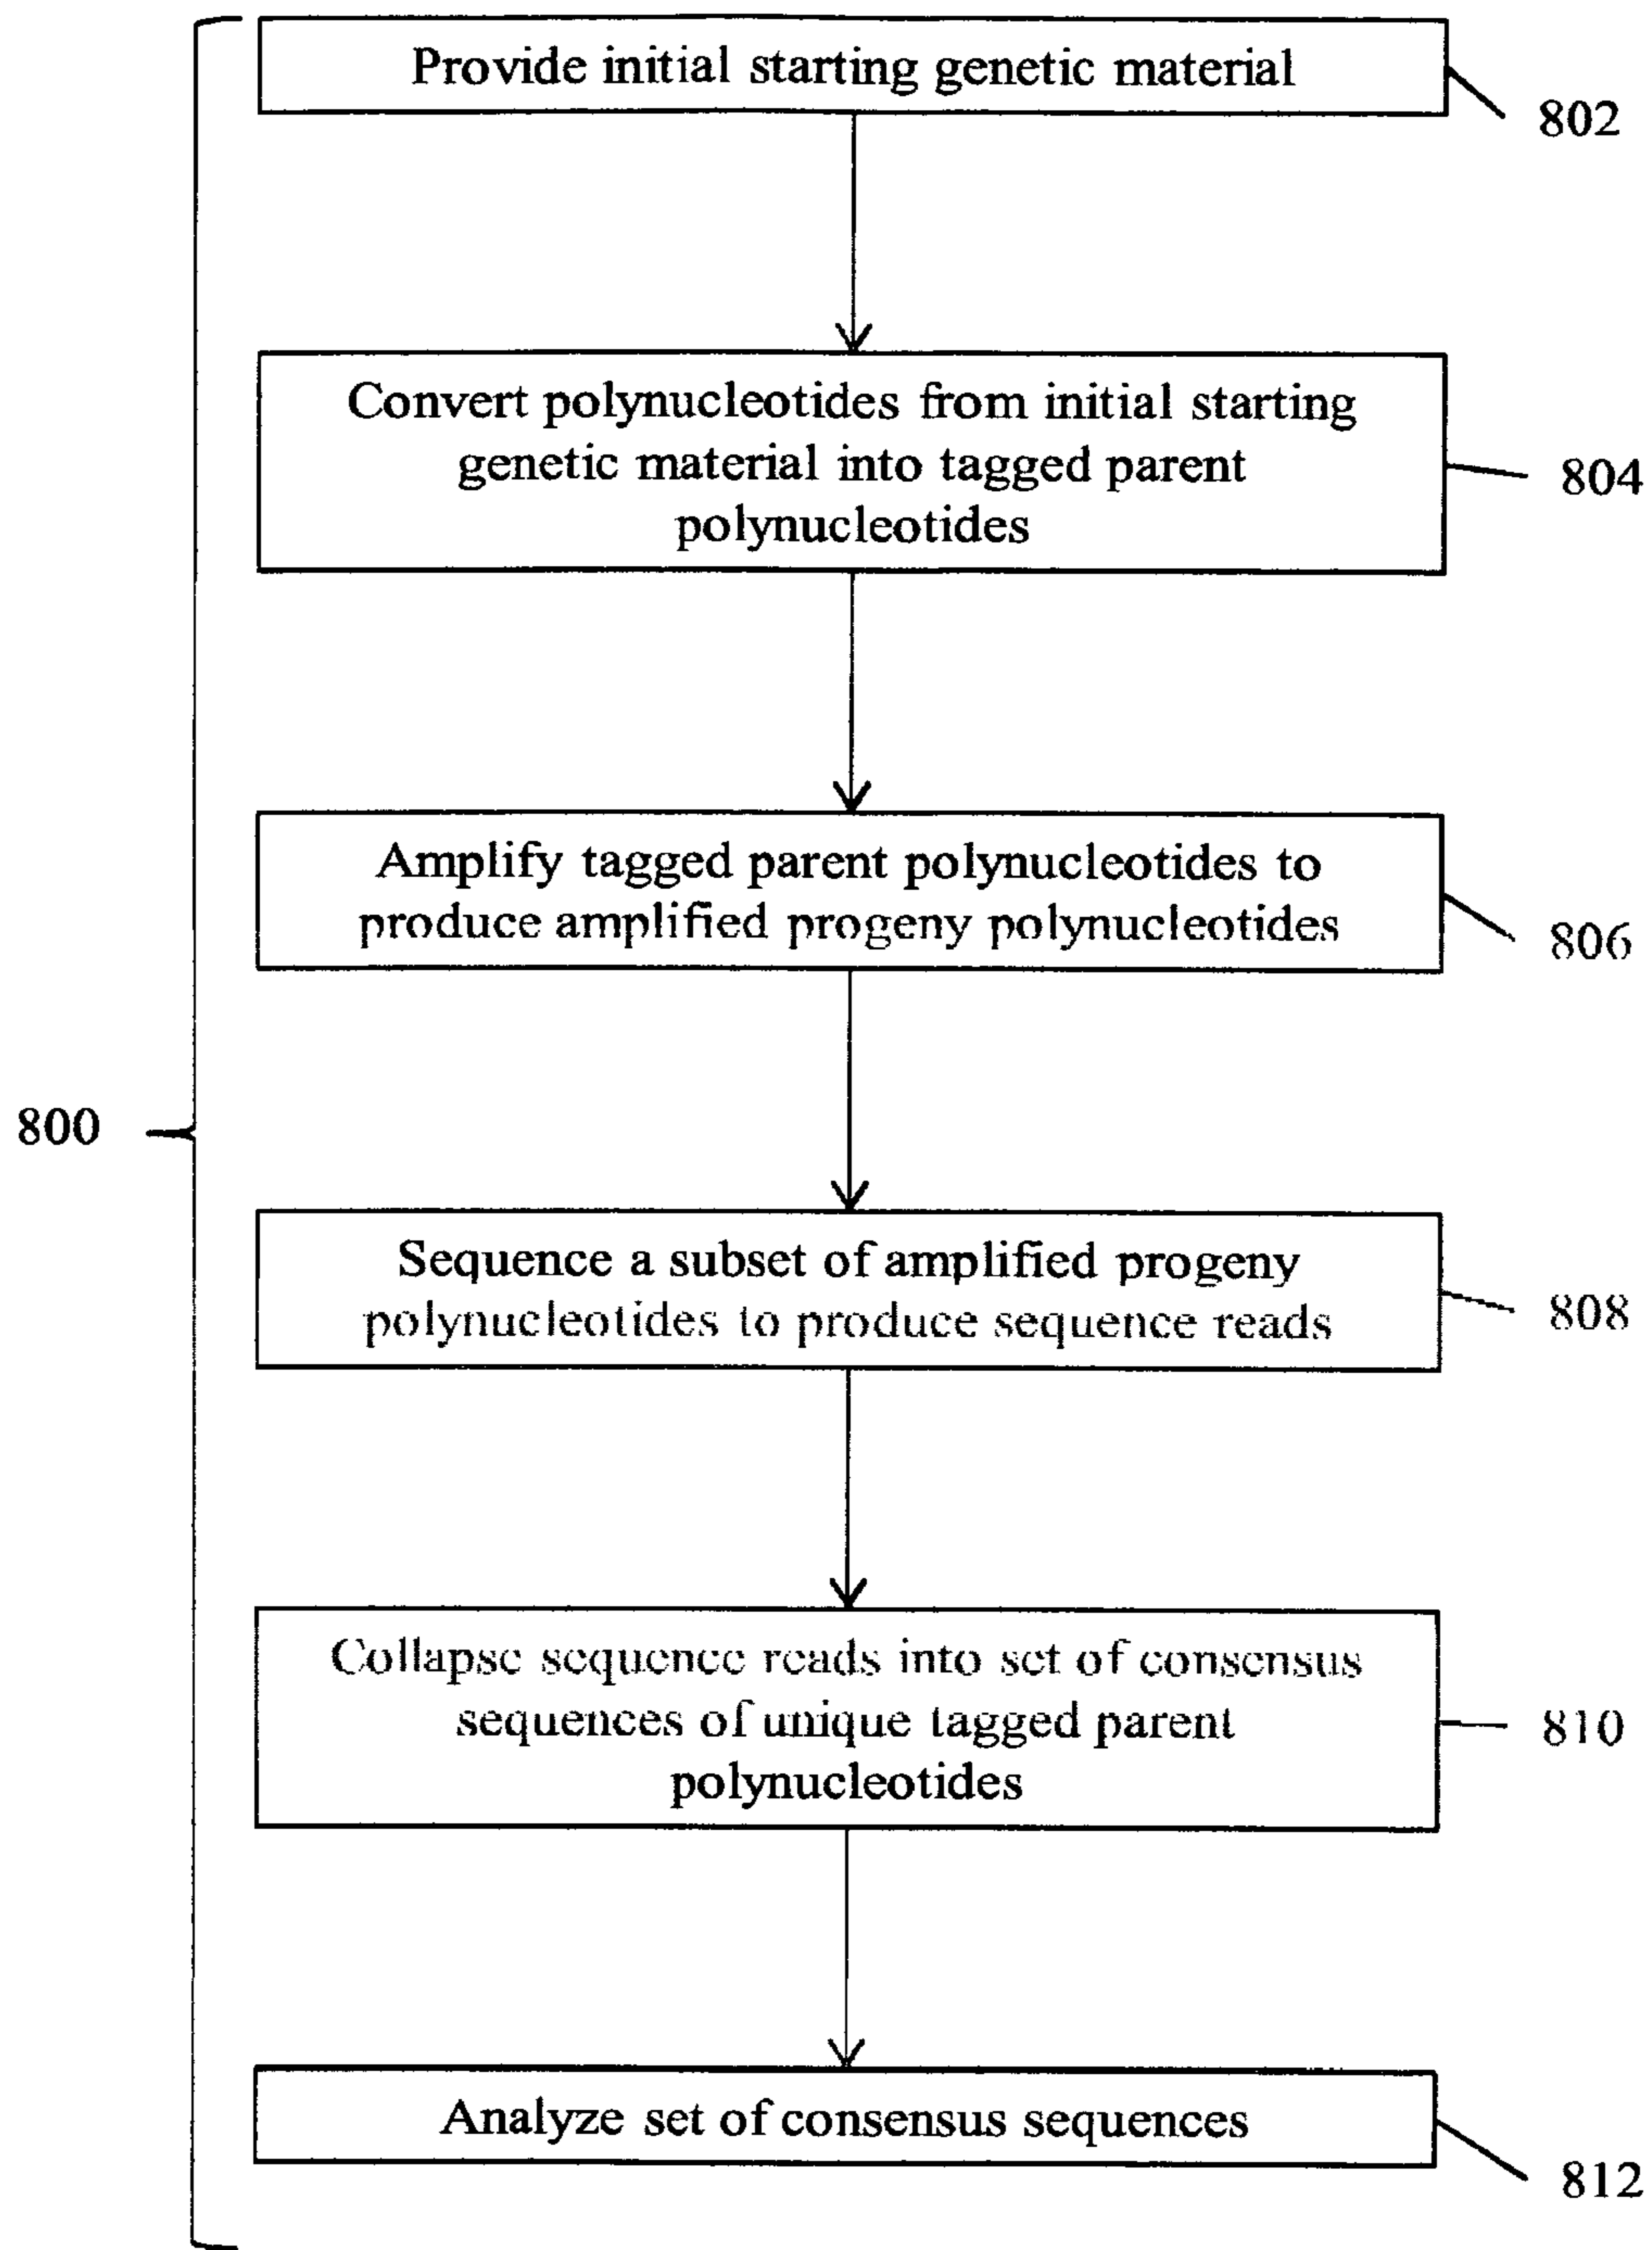 Provide initial starting genetic material
802
Convert polynucleotides from initial starting
genetic material into tagged parent
polynucleotides
804
Amplify tagged parent polynucleotides to
produce amplified progeny polynucleotides
806
800
Sequence a subset of amplified progeny
polynucleotides to produce sequence reads
808
Collapse sequence reads into set of consensus
sequences of unique tagged parent
polynucleotides
810
Analyze set of consensus sequences
812